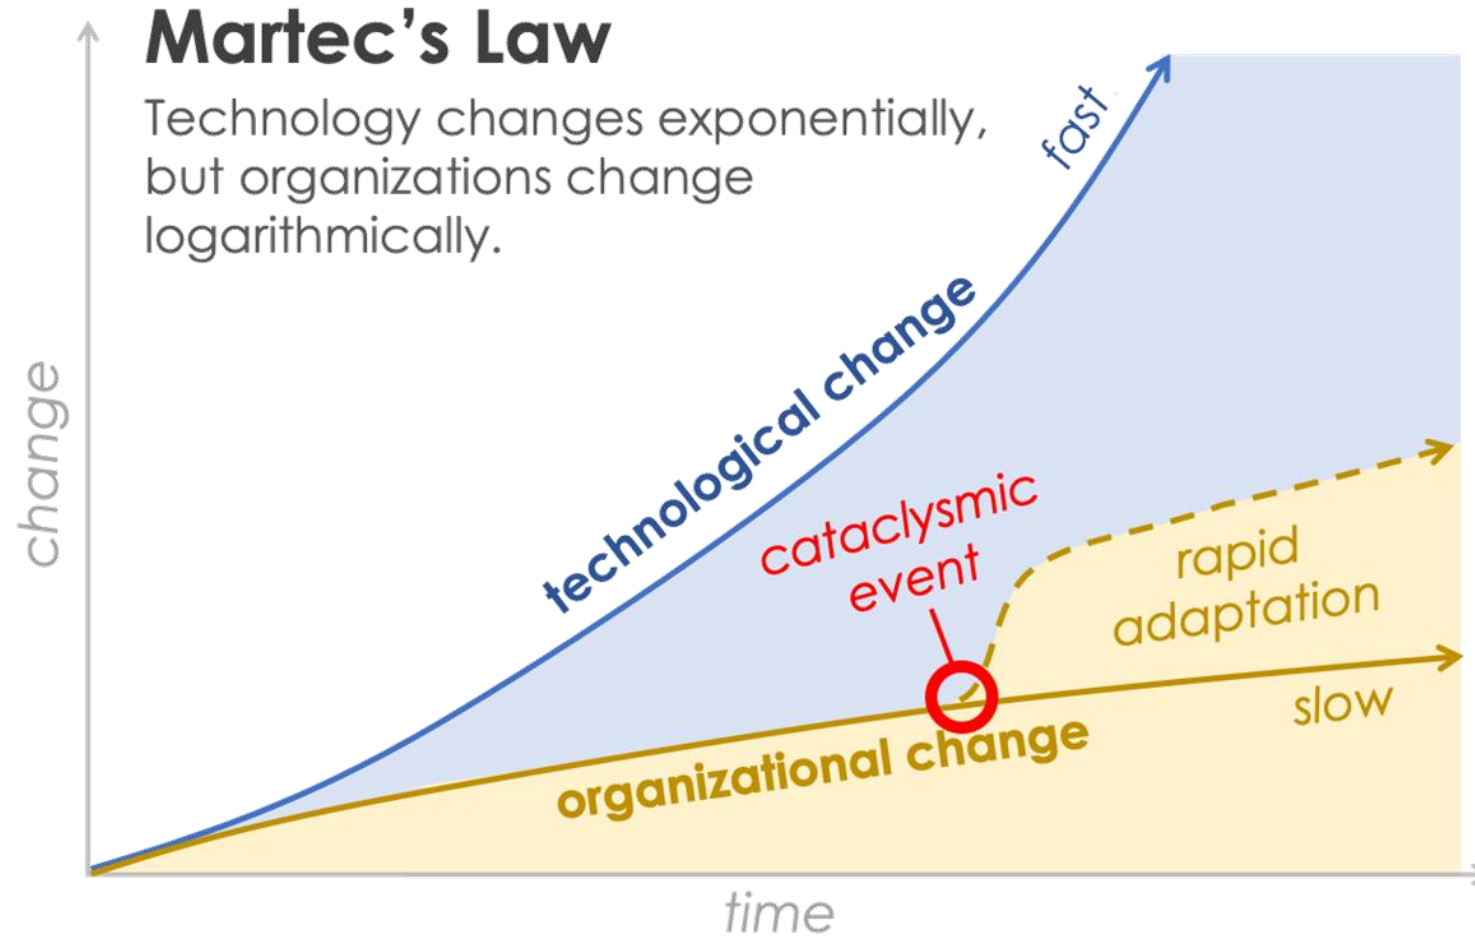 Martec's Law
Technology changes exponentially,
but organizations change
logarithmically.
fast
technological change
change
cataclysmic
event
rapid
adaptation
slow
organizational change
time